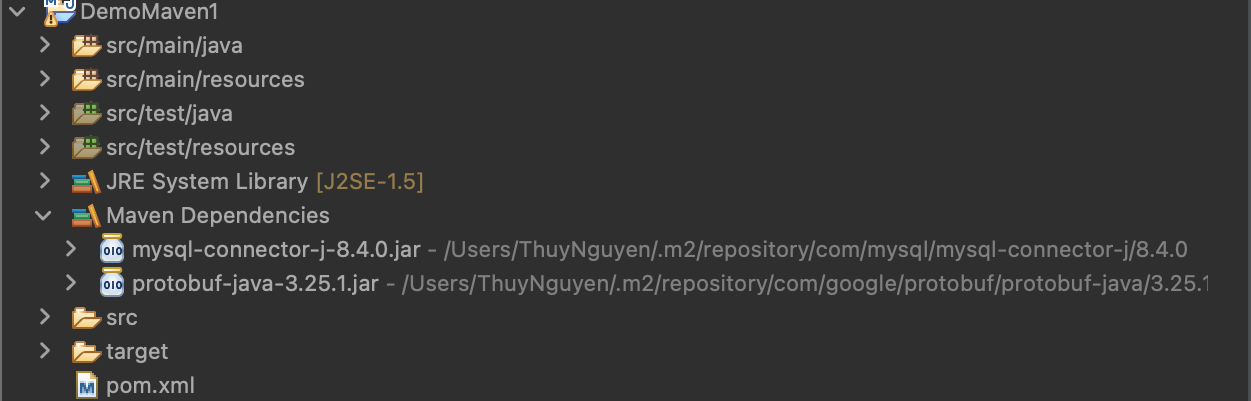 DemoMaven1
src/main/java
src/main/resources
src/test/java
src/test/resources
JRE System Library [J2SE-1.5]
Maven Dependencies
mysql-connector-j-8.4.0.jar - /Users/ThuyNguyen/.m2/repository/com/mysql/mysql-connector-j/8.4.0
protobuf-java-3.25.1.jar - /Users/ThuyNguyen/.m2/repository/com/google/protobuf/protobuf-java/3.25.1
src
target
pom.xml